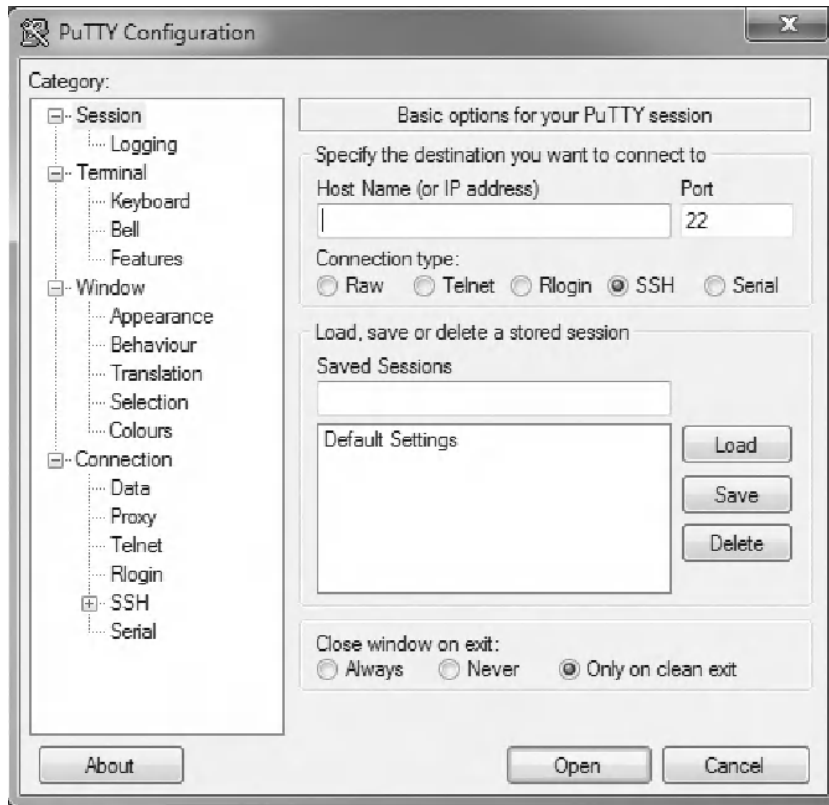 PuTTY Configuration
X
Category:
Session
Logging
Terminal
Keyboard
Bell
Features
Window
Appearance
Behaviour
Translation
Selection
Colours
Connection
Data
Proxy
Telnet
Rlogin
SSH
Serial
Basic options for your PuTTY session
Specify the destination you want to connect to
Host Name (or IP address) Port
22
Connection type:
Raw Telnet Rlogin SSH Serial
Load, save or delete a stored session
Saved Sessions
Default Settings
Load
Save
Delete
Close window on exit:
Always Never Only on clean exit
About Open Cancel